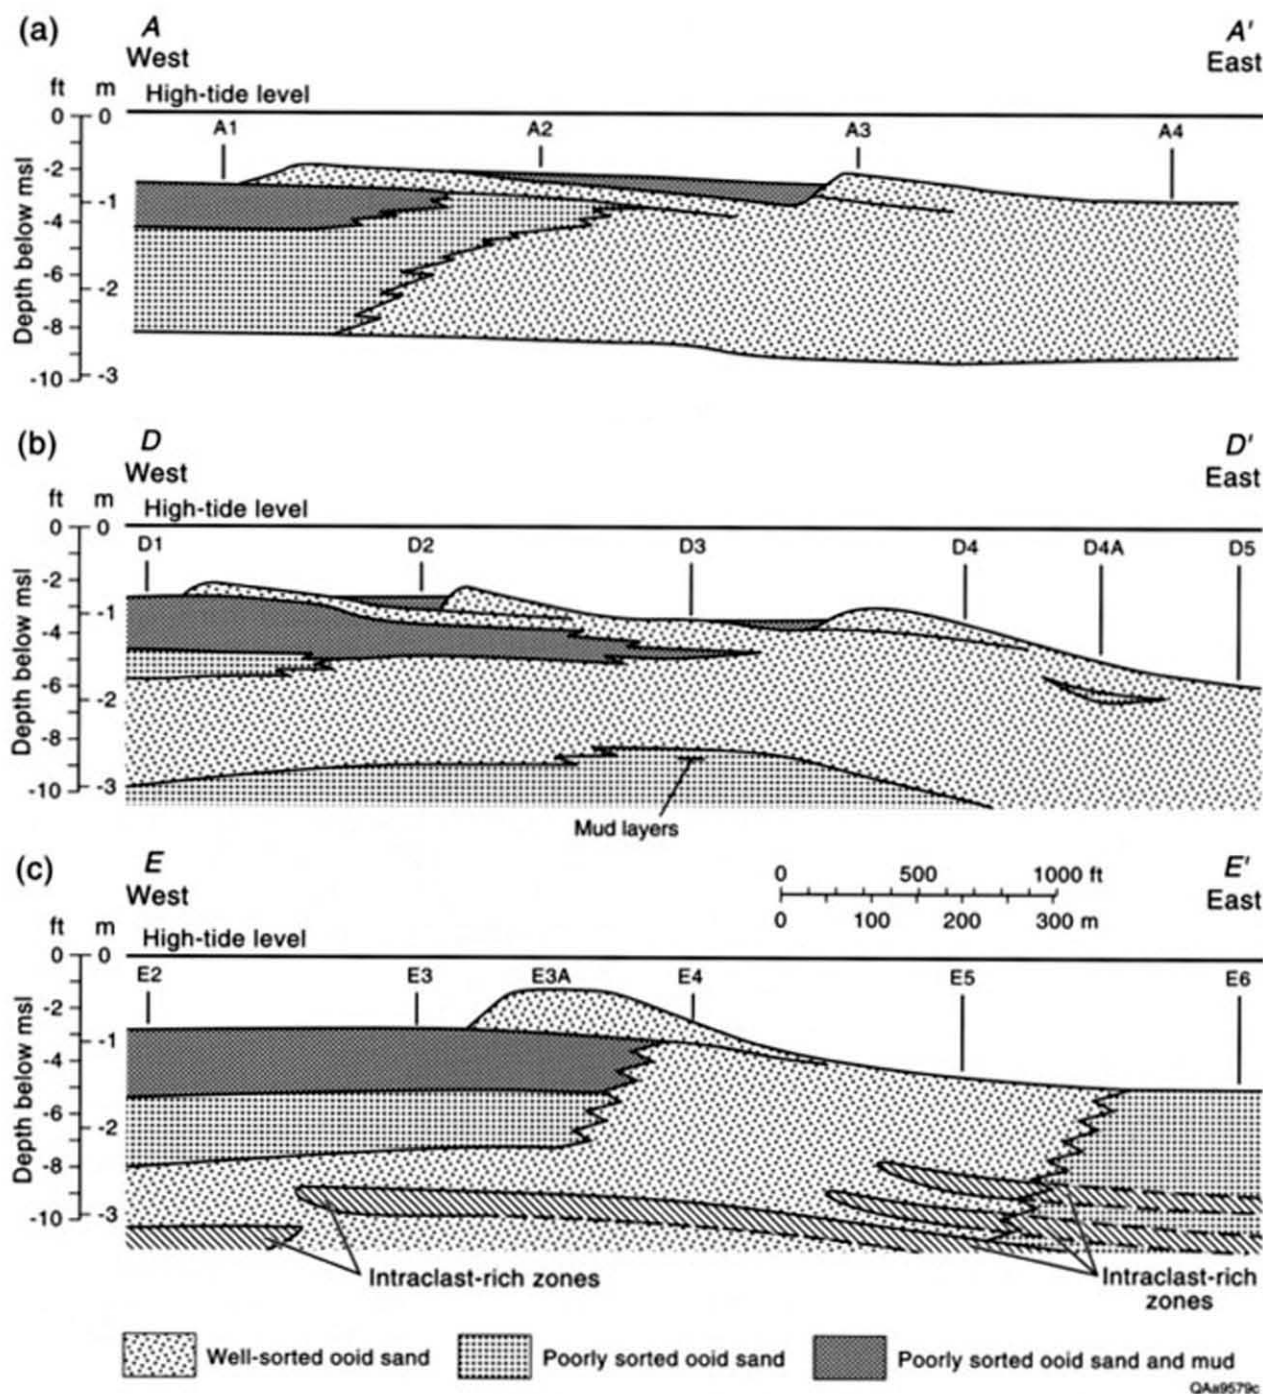 (a)
A
West
A'
East
ft m
High-tide level
0 0
A1 A2 A3 A4
-2
-1
-4
-6
-2
-8
-10 -3
Depth below msl
(b)
D
West
D'
East
ft m
High-tide level
0 0
D1 D2 D3 D4 D4A D5
-2
-1
-4
-6
-2
-8
-10 -3
Depth below msl
Mud layers
(c)
E
West
0 500 1000 ft
0 100 200 300 m
E'
East
ft m
High-tide level
0 0
E2 E3 E3A E4 E5 E6
-2
-1
-4
-6
-2
-8
-10 -3
Depth below msl
Intraclast-rich zones
Intraclast-rich
zones
Well-sorted ooid sand
Poorly sorted ooid sand
Poorly sorted ooid sand and mud
QAa9579c